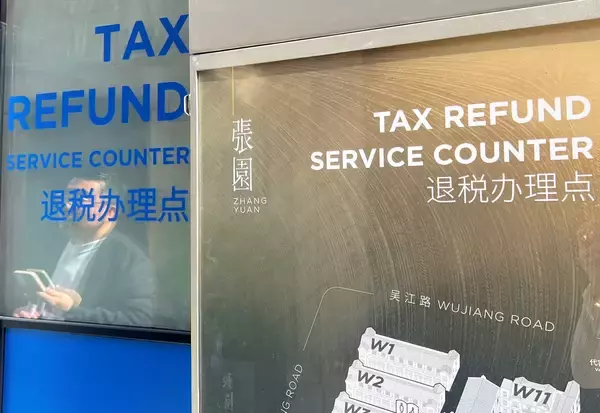 TAX
REFUND
SERVICE COUNTER
退税办理点
張園
ZHANG
YUAN
TAX REFUND
SERVICE COUNTER
退税办理点
吴江路 WUJIANG ROAD
W1
W2
W11
ROAD